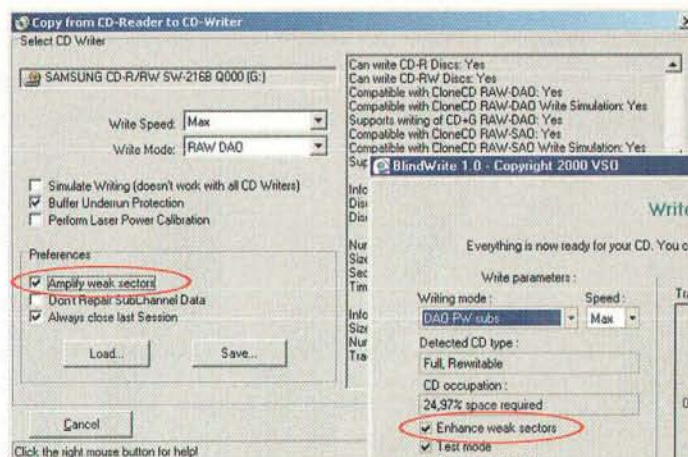 Copy from CD-Reader to CD-Writer
Select CD Writer
SAMSUNG CD-R/RW SW-216B Q000 (G:)
Write Speed: Max
Write Mode: RAW DAO
Simulate Writing (doesn't work with all CD Writers)
Buffer Underrun Protection
Perform Laser Power Calibration
Preferences
Amplify weak sectors
Don't Repair SubChannel Data
Always close last Session
Load...
Save...
Cancel
Click the right mouse button for help!
Can write CD-R Discs: Yes
Can write CD-RW Discs: Yes
Compatible with CloneCD RAW-DAO: Yes
Compatible with CloneCD RAW-DAO Write Simulation: Yes
Supports writing of CD+G RAW-DAO: Yes
Compatible with CloneCD RAW-SAO: Yes
Compatible with CloneCD RAW-SAO Write Simulation: Yes
BlindWrite 1.0 - Copyright 2000 VSO
Write
Everything is now ready for your CD. You c
Write parameters :
Writing mode :
Speed :
DAO PW subs
Max
Detected CD type :
Full, Rewritable
CD occupation :
24,97% space required
Enhance weak sectors
Test mode